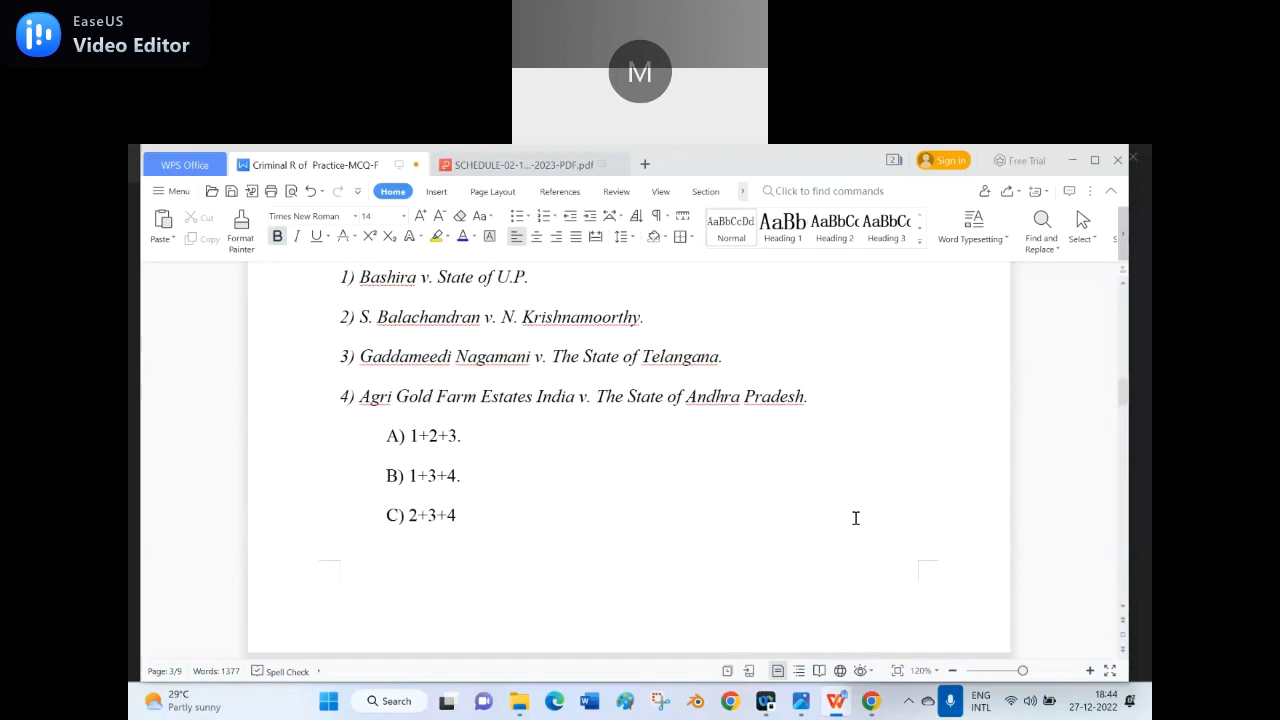 EaseUS
Video Editor
M
WPS Office
Criminal R of Practice-MCQ-F
SCHEDULE-02-1...-2023-PDF.pdf
+
2
Sign in
Free Trial
Menu
Home
Insert
Page Layout
References
Review
View
Section
Click to find commands
Paste
Cut
Copy
Format
Painter
Times New Roman
14
AaBbCcDd
Normal
AaBb
Heading 1
AaBbCc
Heading 2
AaBbCc
Heading 3
Word Typesetting
Find and
Replace
Select
1) Bashira v. State of U.P.
2) S. Balachandran v. N. Krishnamoorthy.
3) Gaddameedi Nagamani v. The State of Telangana.
4) Agri Gold Farm Estates India v. The State of Andhra Pradesh.
A) 1+2+3.
B) 1+3+4.
C) 2+3+4
Page: 3/9
Words: 1377
Spell Check
120%
29°C
Partly sunny
Search
ENG
INTL
18:44
27-12-2022